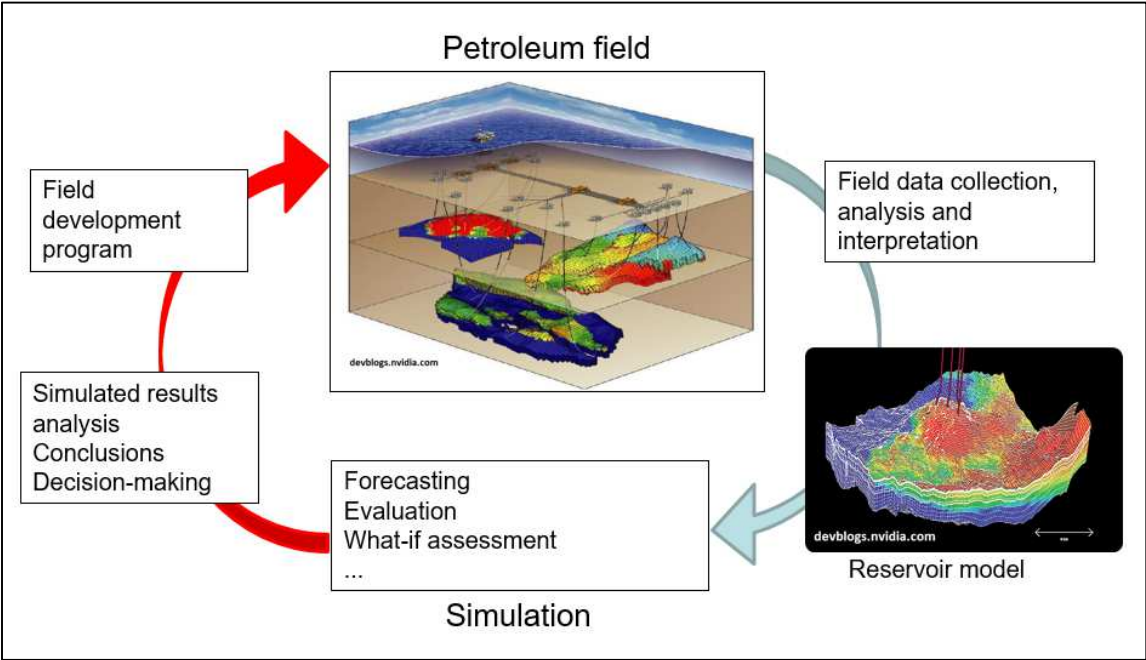 Petroleum field
devblogs.nvidia.com
Field data collection,
analysis and
interpretation
devblogs.nvidia.com
Reservoir model
Forecasting
Evaluation
What-if assessment
...
Simulation
Simulated results
analysis
Conclusions
Decision-making
Field
development
program